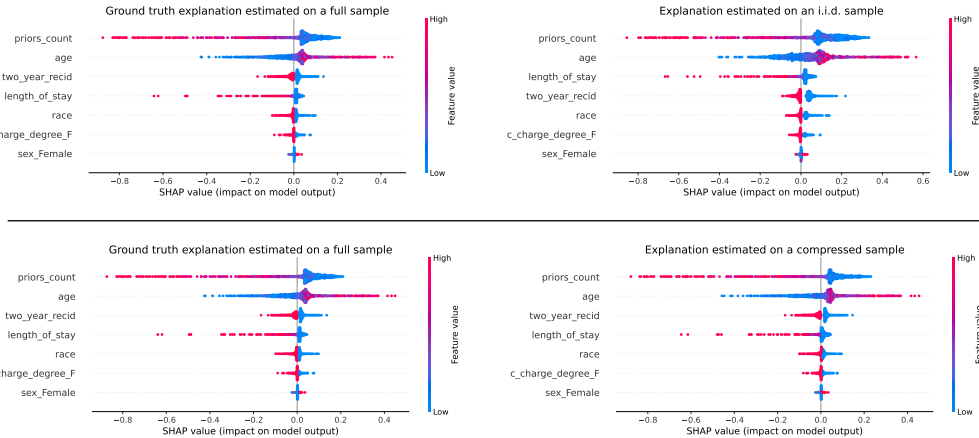 Ground truth explanation estimated on a full sample
High
priors_count
age
two_year_recid
length_of_stay
race
charge_degree_F
sex_Female
Feature value
Low
−0.8 −0.6 −0.4 −0.2 0.0 0.2 0.4
SHAP value (impact on model output)
Explanation estimated on an i.i.d. sample
High
priors_count
age
length_of_stay
two_year_recid
race
c_charge_degree_F
sex_Female
Feature value
Low
−0.8 −0.6 −0.4 −0.2 0.0 0.2 0.4 0.6
SHAP value (impact on model output)
Ground truth explanation estimated on a full sample
High
priors_count
age
two_year_recid
length_of_stay
race
charge_degree_F
sex_Female
Feature value
Low
−0.8 −0.6 −0.4 −0.2 0.0 0.2 0.4
SHAP value (impact on model output)
Explanation estimated on a compressed sample
High
priors_count
age
two_year_recid
length_of_stay
race
c_charge_degree_F
sex_Female
Feature value
Low
−0.8 −0.6 −0.4 −0.2 0.0 0.2 0.4
SHAP value (impact on model output)